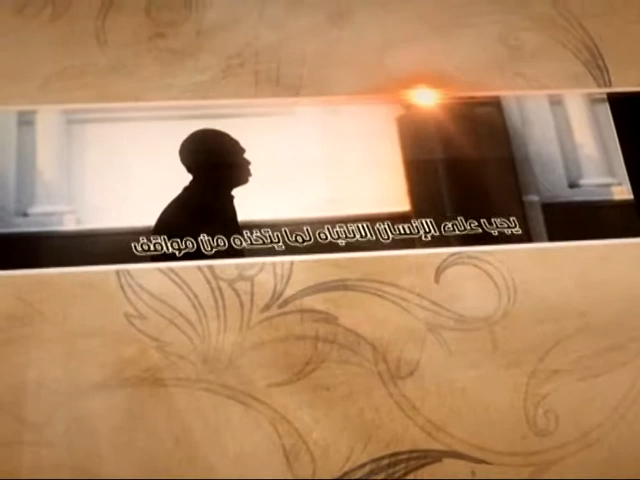 يجب على الإنسان الانتباه لما يتخذه من مواقف